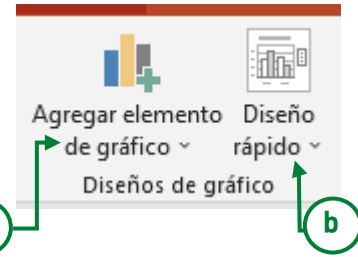 Agregar elemento
de gráfico
Diseño
rápido
Diseños de gráfico
b